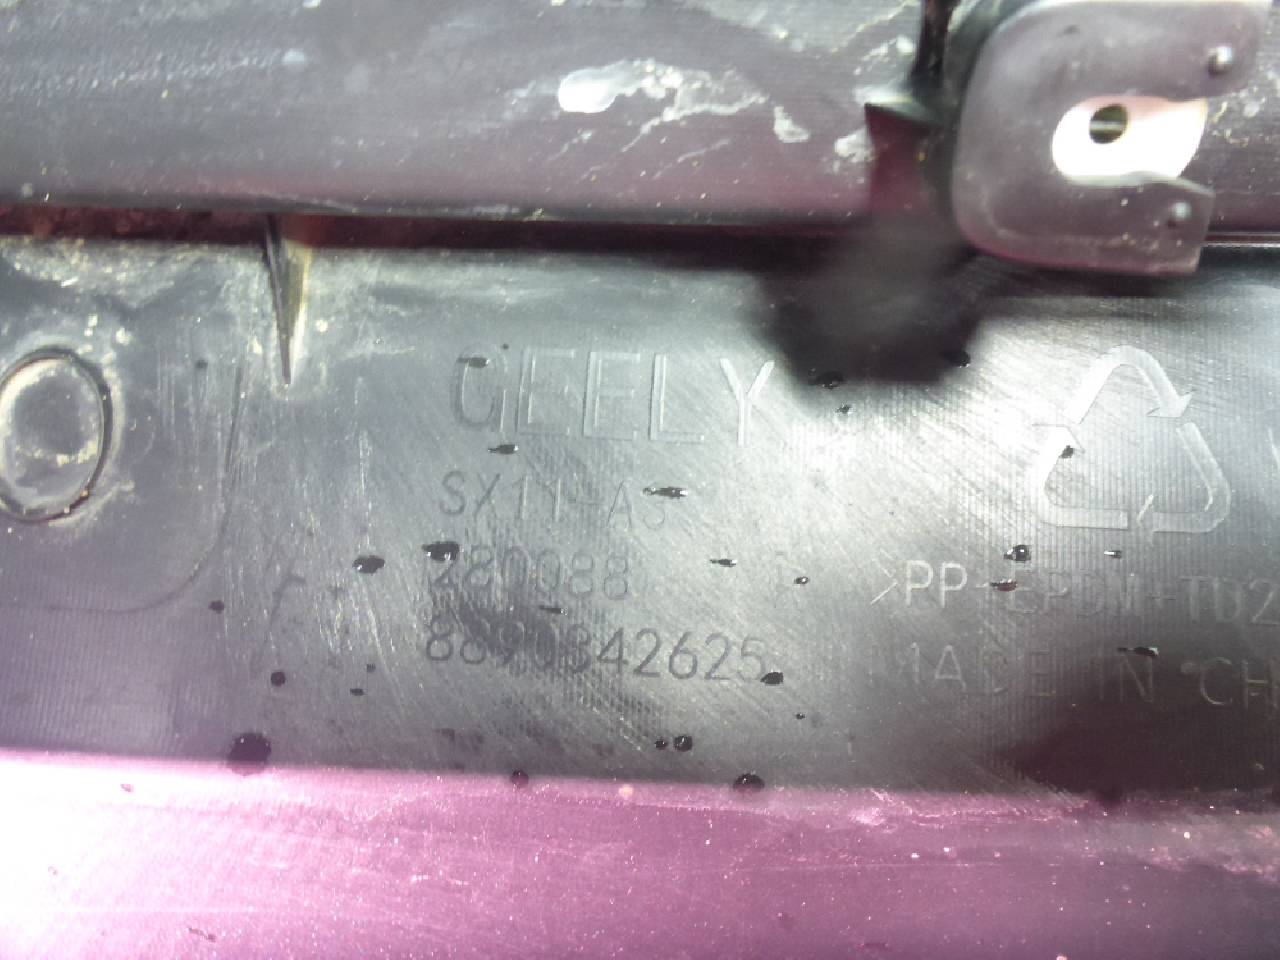 GEELY
SX11-A3
280088
8890342625
>PP+EPDM-TD2
MADE IN CH